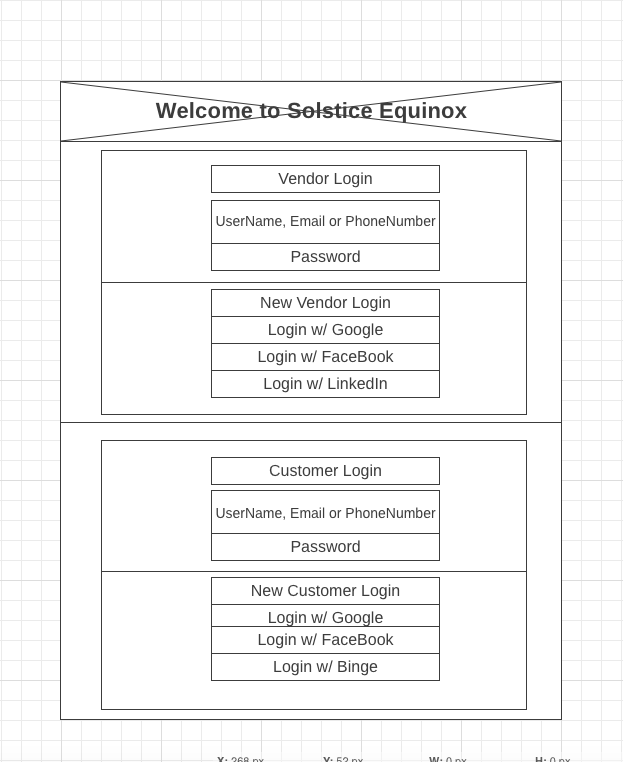 Welcome to Solstice Equinox
Vendor Login
UserName, Email or PhoneNumber
Password
New Vendor Login
Login w/ Google
Login w/ FaceBook
Login w/ LinkedIn
Customer Login
UserName, Email or PhoneNumber
Password
New Customer Login
Login w/ Google
Login w/ FaceBook
Login w/ Binge
X: 268 px Y: 52 px W: 0 px H: 0 px